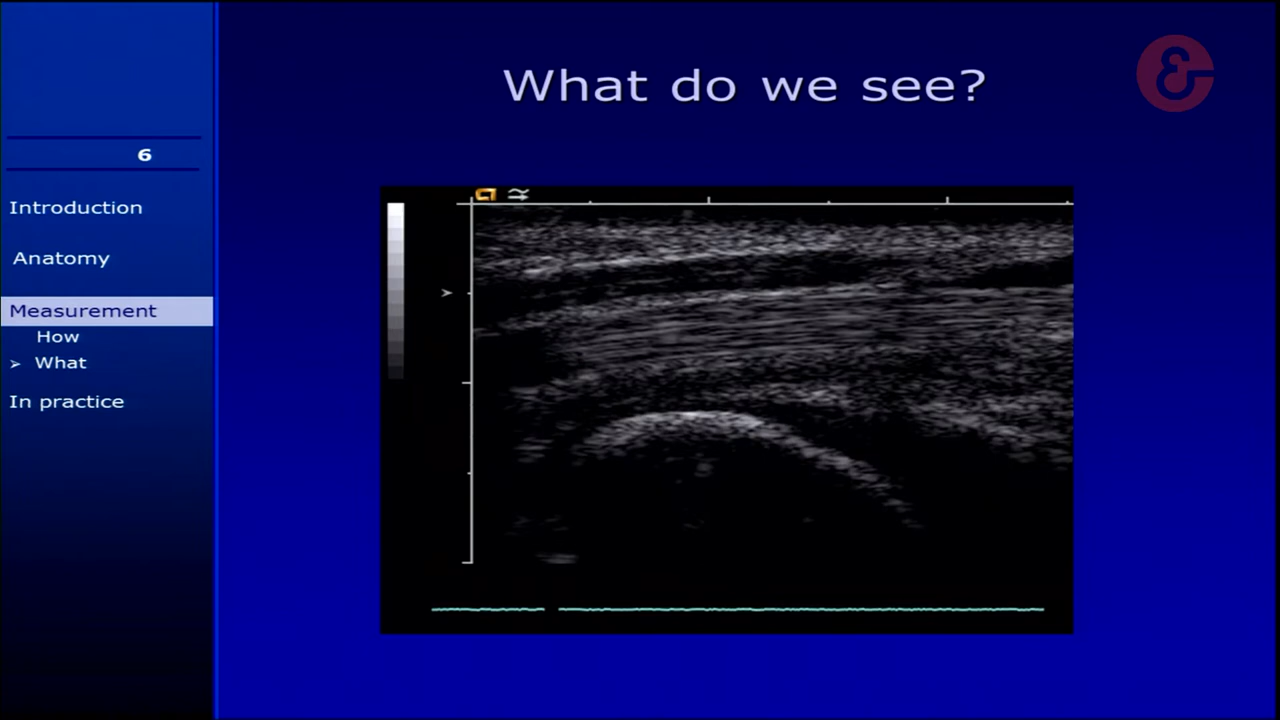 What do we see?
6
Introduction
Anatomy
Measurement
How
➢ What
In practice